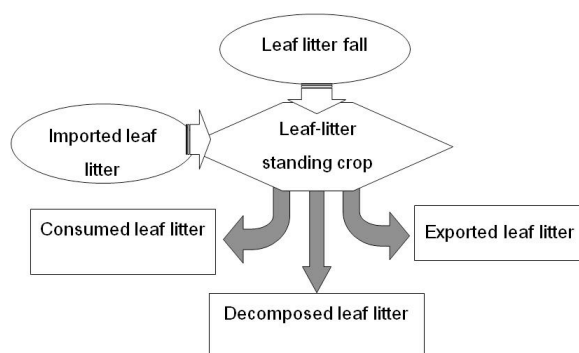 Leaf litter fall
Imported leaf
litter
Leaf-litter
standing crop
Consumed leaf litter
Exported leaf litter
Decomposed leaf litter